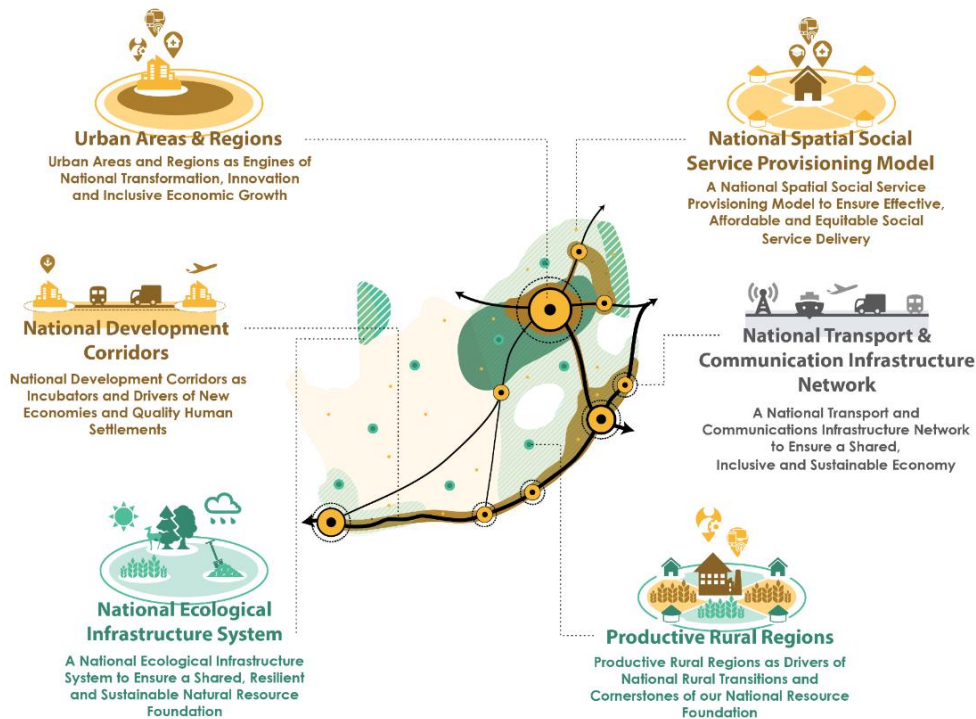 Urban Areas & Regions
Urban Areas and Regions as Engines of
National Transformation, Innovation
and Inclusive Economic Growth
National Spatial Social
Service Provisioning Model
A National Spatial Social Service
Provisioning Model to Ensure Effective,
Affordable and Equitable Social
Service Delivery
National Development
Corridors
National Development Corridors as
Incubators and Drivers of New
Economies and Quality Human
Settlements
National Transport &
Communication Infrastructure
Network
A National Transport and
Communications Infrastructure Network
to Ensure a Shared,
Inclusive and Sustainable Economy
National Ecological
Infrastructure System
A National Ecological Infrastructure
System to Ensure a Shared, Resilient
and Sustainable Natural Resource
Foundation
Productive Rural Regions
Productive Rural Regions as Drivers of
National Rural Transitions and
Cornerstones of our National Resource
Foundation